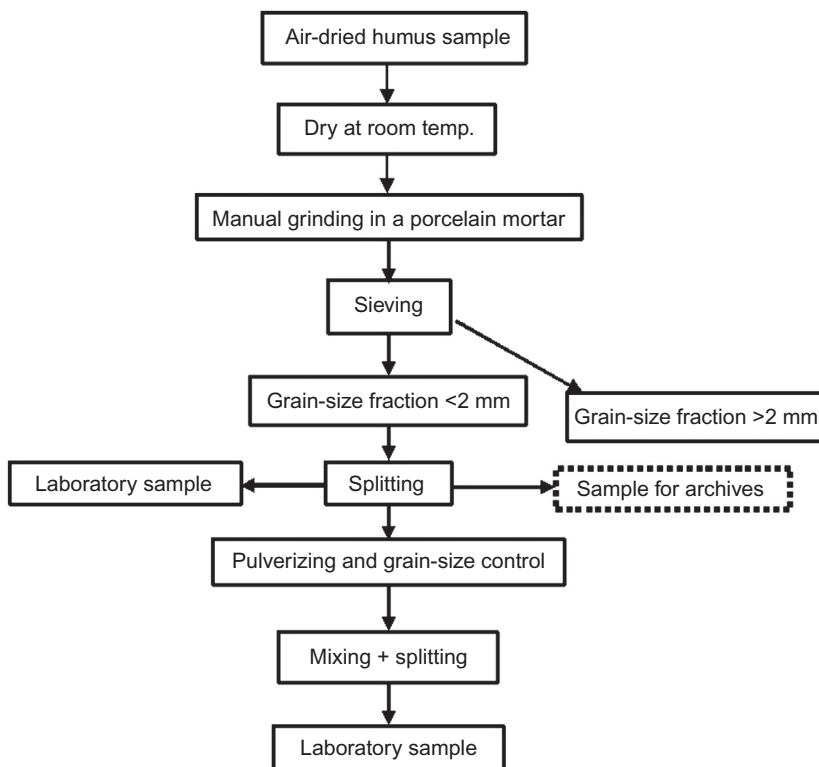 Air-dried humus sample
Dry at room temp.
Manual grinding in a porcelain mortar
Sieving
Grain-size fraction <2 mm
Grain-size fraction >2 mm
Laboratory sample
Splitting
Sample for archives
Pulverizing and grain-size control
Mixing + splitting
Laboratory sample